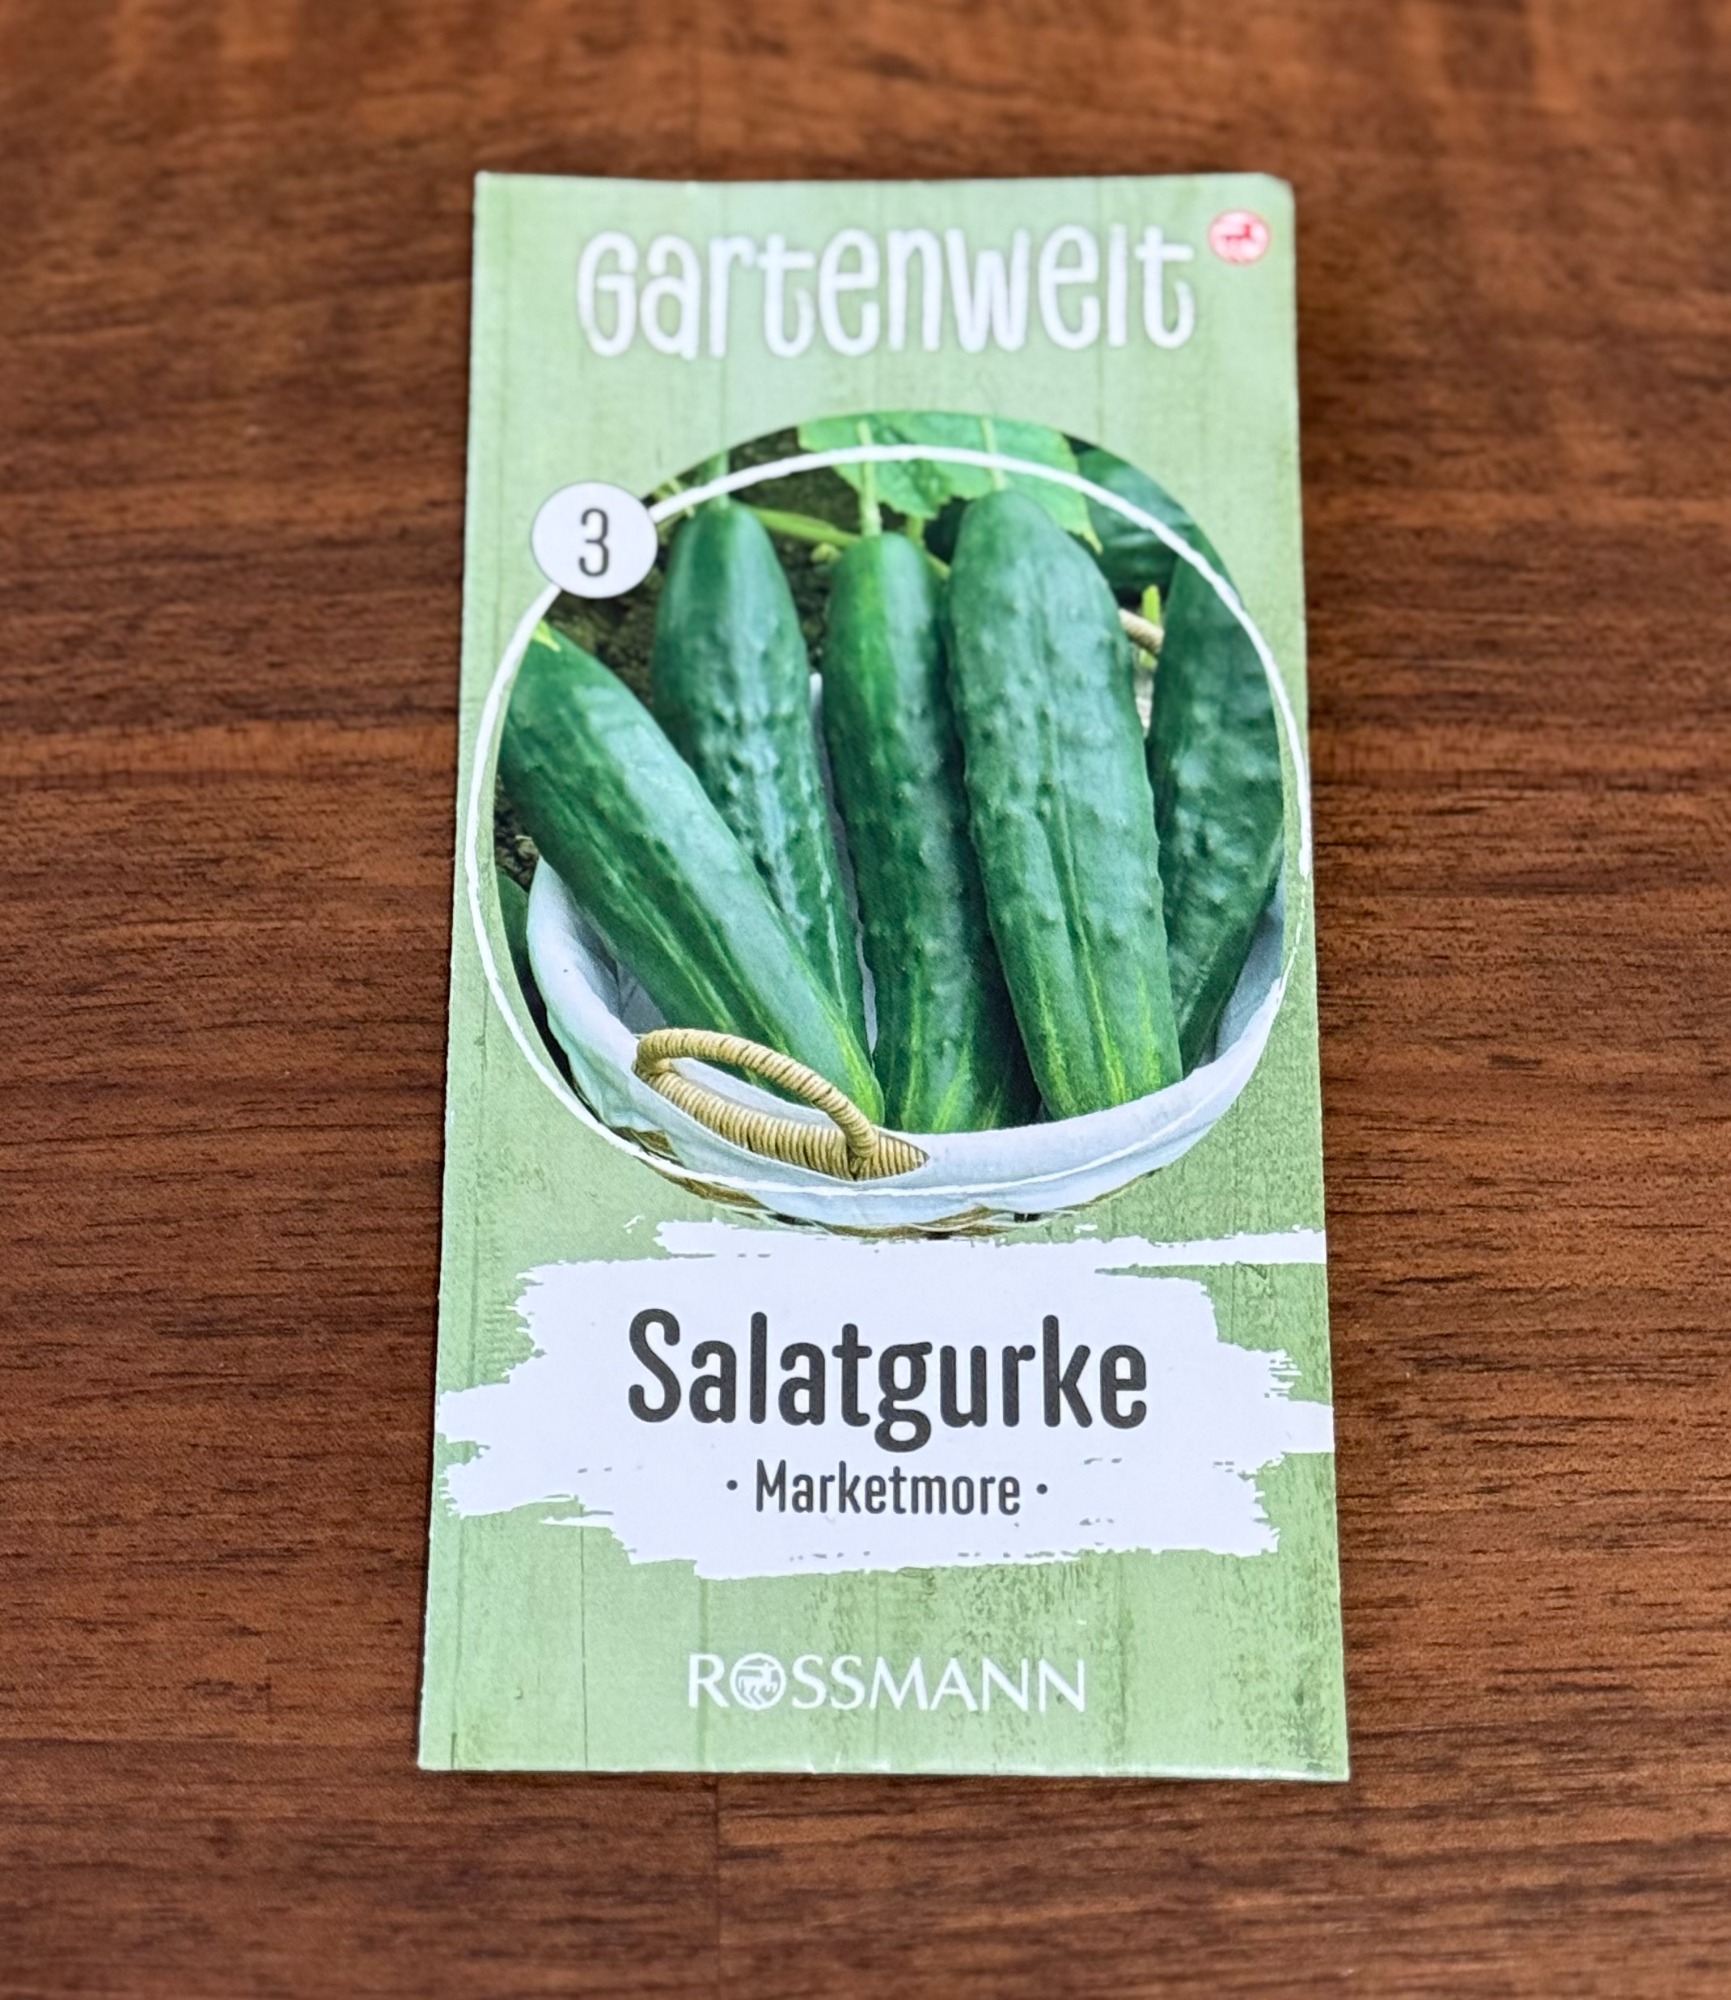 Gartenwelt
3
Salatgurke
· Marketmore ·
ROSSMANN